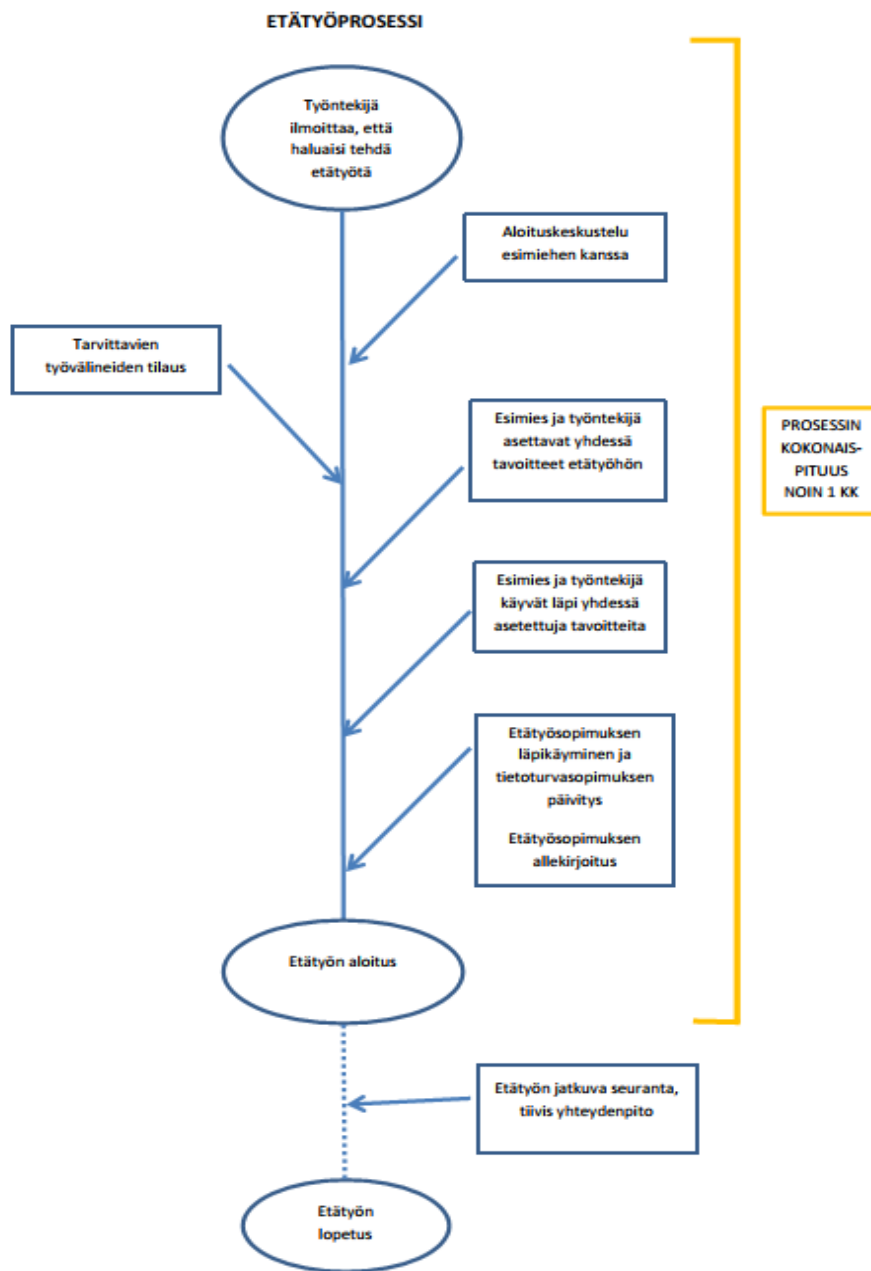 ETÄTYÖPROSESSI
Työntekijä
ilmoittaa, että
haluaisi tehdä
etätyötä
Aloituskeskustelu
esimiehen kanssa
Tarvittavien
työvälineiden tilaus
Esimies ja työntekijä
asettavat yhdessä
tavoitteet etätyöhön
PROSESSIN
KOKONAIS-
PITUUS
NOIN 1 KK
Esimies ja työntekijä
käyvät läpi yhdessä
asetettuja tavoitteita
Etätyösopimuksen
läpikäyminen ja
tietoturvasopimuksen
päivitys
Etätyösopimuksen
allekirjoitus
Etätyön aloitus
Etätyön jatkuva seuranta,
tiivis yhteydenpito
Etätyön
lopetus